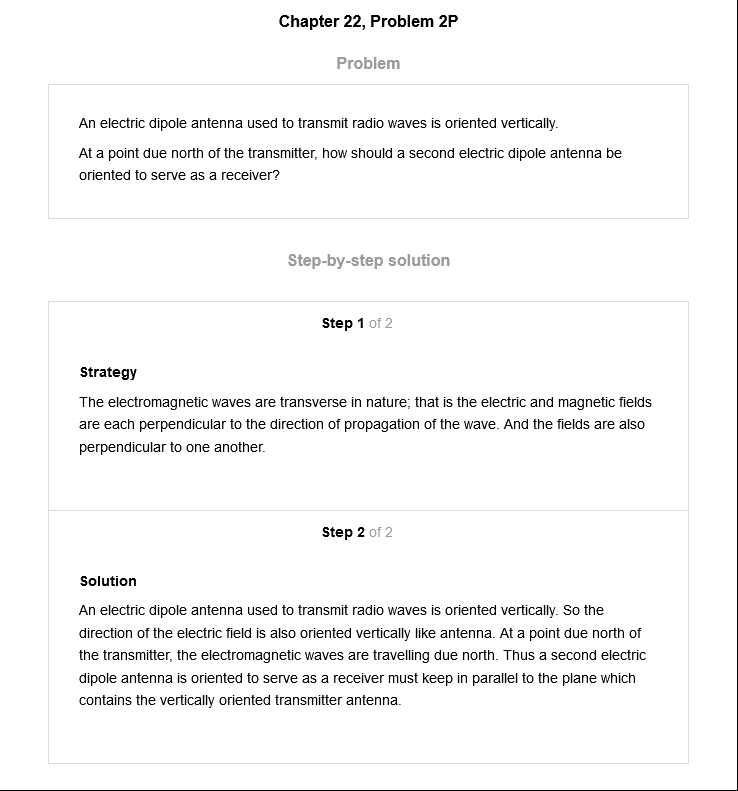 Chapter 22, Problem 2P
Problem
An electric dipole antenna used to transmit radio waves is oriented vertically.
At a point due north of the transmitter, how should a second electric dipole antenna be
oriented to serve as a receiver?
Step-by-step solution
Step 1 of 2
Strategy
The electromagnetic waves are transverse in nature; that is the electric and magnetic fields
are each perpendicular to the direction of propagation of the wave. And the fields are also
perpendicular to one another.
Step 2 of 2
Solution
An electric dipole antenna used to transmit radio waves is oriented vertically. So the
direction of the electric field is also oriented vertically like antenna. At a point due north of
the transmitter, the electromagnetic waves are travelling due north. Thus a second electric
dipole antenna is oriented to serve as a receiver must keep in parallel to the plane which
contains the vertically oriented transmitter antenna.